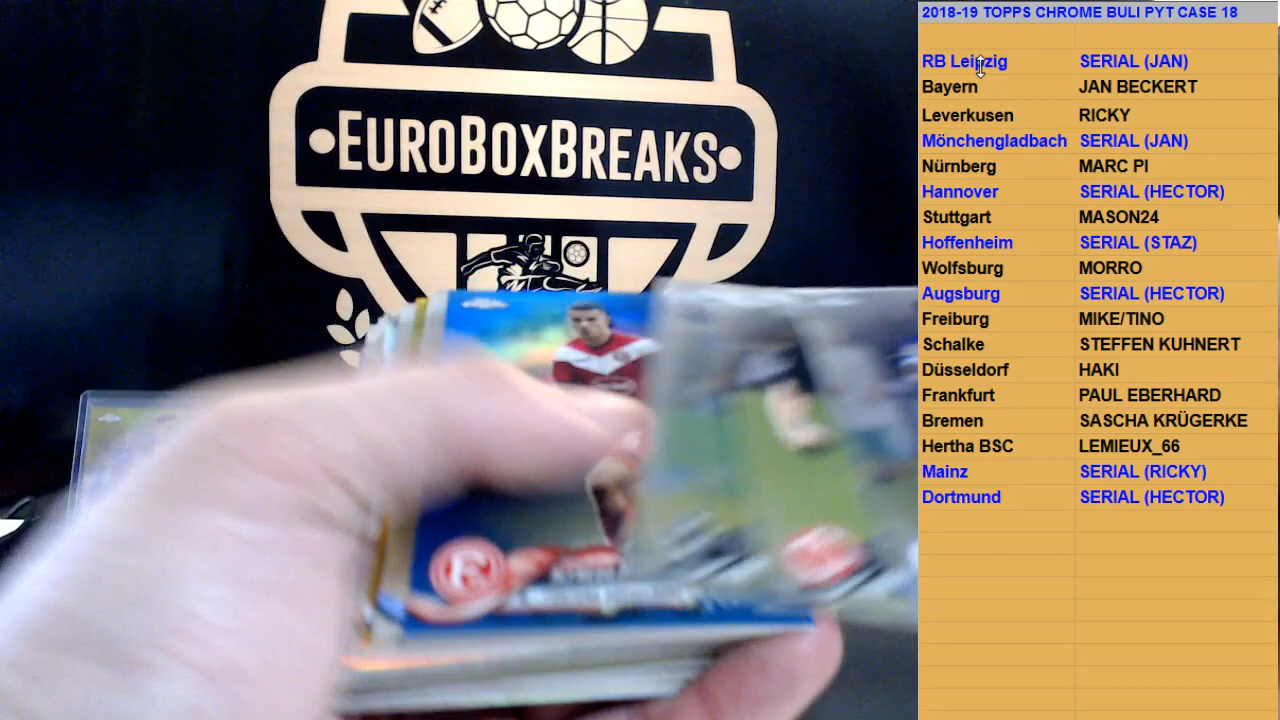 2018-19 TOPPS CHROME BULI PYT CASE 18
RB Leipzig SERIAL (JAN)
Bayern JAN BECKERT
Leverkusen RICKY
Mönchengladbach SERIAL (JAN)
Nürnberg MARC PI
Hannover SERIAL (HECTOR)
Stuttgart MASON24
Hoffenheim SERIAL (STAZ)
Wolfsburg MORRO
Augsburg SERIAL (HECTOR)
Freiburg MIKE/TINO
Schalke STEFFEN KUHNERT
Düsseldorf HAKI
Frankfurt PAUL EBERHARD
Bremen SASCHA KRÜGERKE
Hertha BSC LEMIEUX_66
Mainz SERIAL (RICKY)
Dortmund SERIAL (HECTOR)
EUROBOXBREAKS